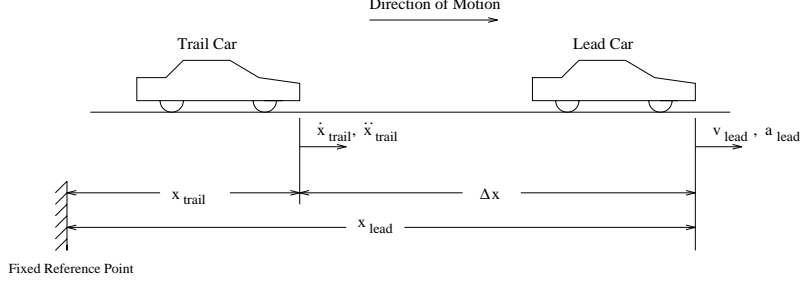 Direction of Motion
Trail Car
Lead Car
ẋ trail, ẍ trail
v lead , a lead
x trail
Δx
x lead
Fixed Reference Point